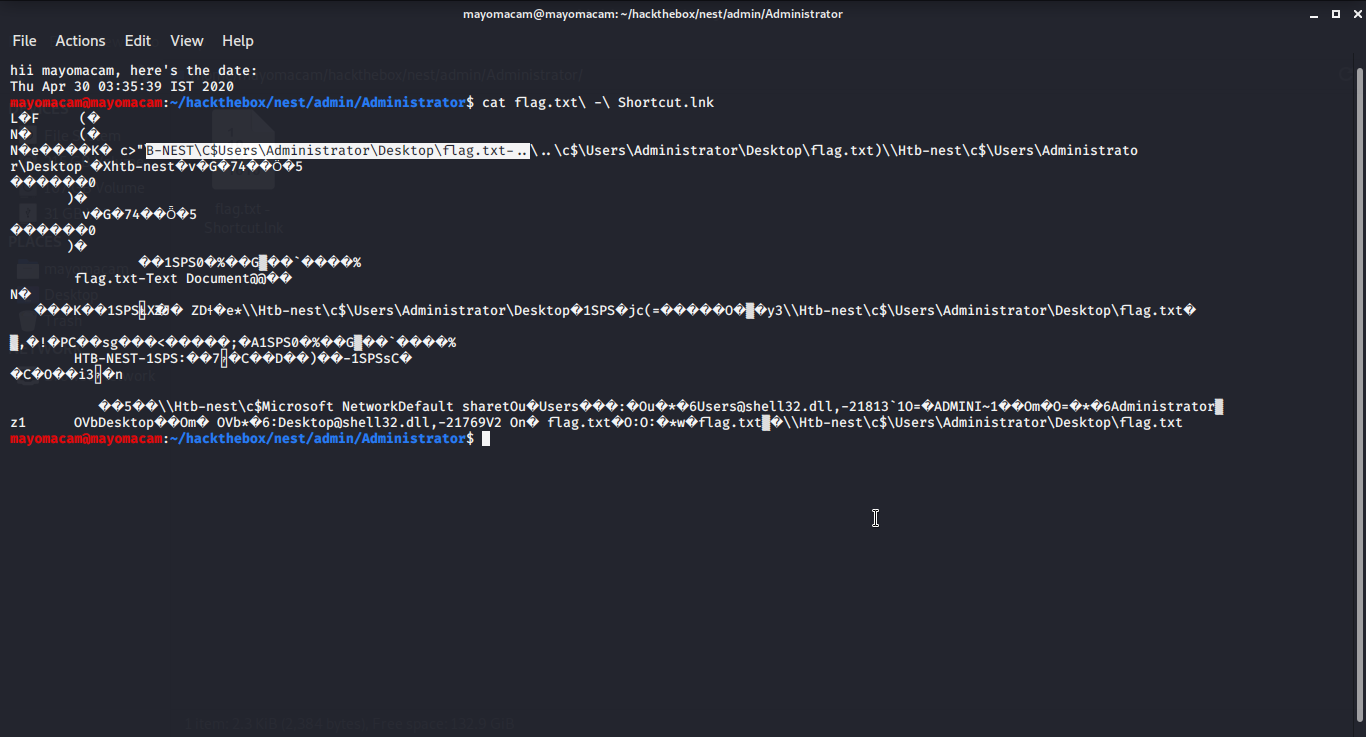 mayomacam@mayomacam: ~/hackthebox/nest/admin/Administrator
File Actions Edit View Help
hii mayomacam, here's the date:
Thu Apr 30 03:35:39 IST 2020
mayomacam@mayomacam:~/hackthebox/nest/admin/Administrator$ cat flag.txt\ -\ Shortcut.lnk
L�F (�
N� (�
N�e����K� c>"B-NEST\C$Users\Administrator\Desktop\flag.txt-..\..\c$\Users\Administrator\Desktop\flag.txt)\\Htb-nest\c$\Users\Administrato
r\Desktop`�Xhtb-nest�v�G�74��Ö�5
������0
)�
v�G�74��Ȫ�5
������0
)�
��1SPS0�%��G▒��`����%
flag.txt-Text Document@@��
N�
���K��1SPS ZD�e*\\Htb-nest\c$\Users\Administrator\Desktop�1SPS�jc(=�����O�▒�y3\\Htb-nest\c$\Users\Administrator\Desktop\flag.txt�
▒,�!�PC��sg���<�����;�A1SPS0�%��G▒��`����%
HTB-NEST-1SPS:��7�C��D��)��-1SPSsC�
�C�O��i3�n
��5��\\Htb-nest\c$Microsoft NetworkDefault sharetOu�Users���:�Ou�*�6Users@shell32.dll,-21813`1O=�ADMINI~1��Om�O=�*�6Administrator▒
z1 OVbDesktop��Om� OVb*�6:Desktop@shell32.dll,-21769V2 On� flag.txt�O:O:�*w�flag.txt▒�\\Htb-nest\c$\Users\Administrator\Desktop\flag.txt
mayomacam@mayomacam:~/hackthebox/nest/admin/Administrator$